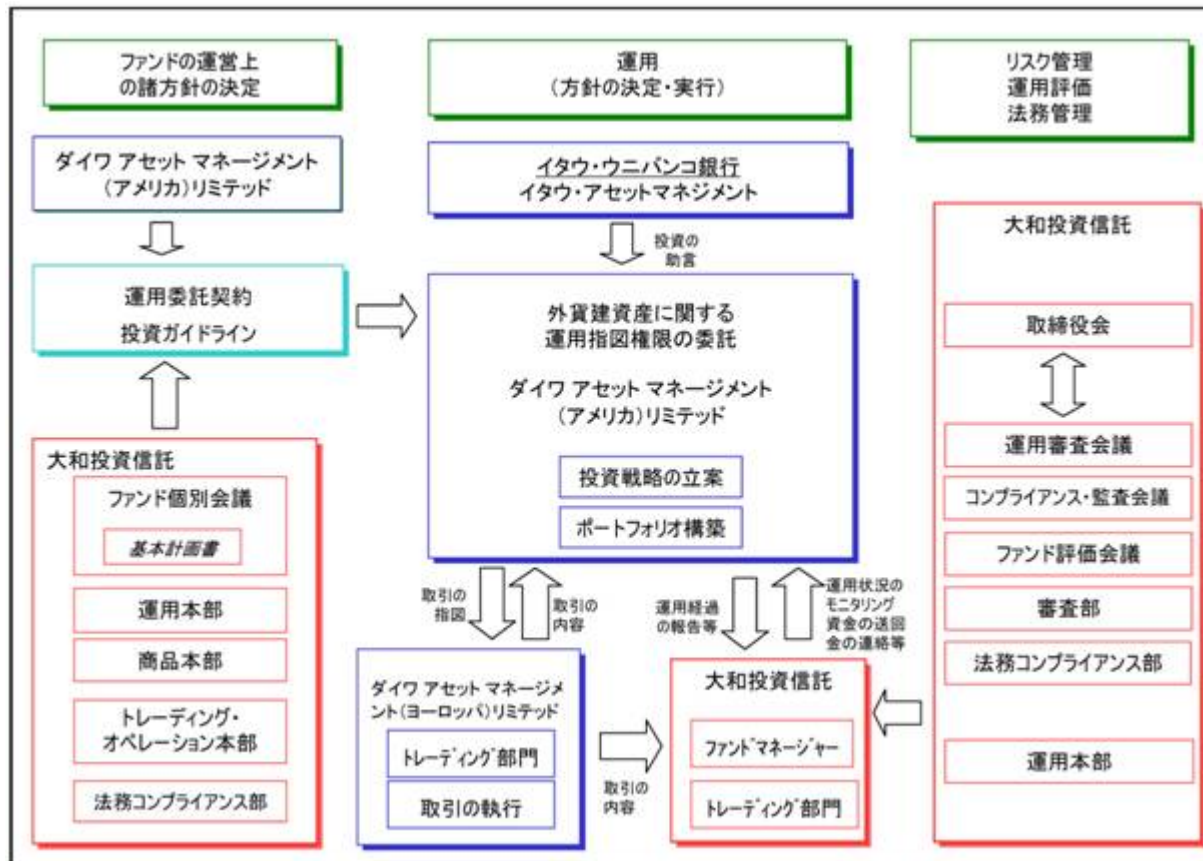 ファンドの運営上
の諸方針の決定
ダイワ アセット マネージメント
(アメリカ)リミテッド
運用委託契約
投資ガイドライン
大和投資信託
ファンド個別会議
基本計画書
運用本部
商品本部
トレーディング・
オペレーション本部
法務コンプライアンス部
運用
(方針の決定・実行)
イタウ・ウニバンコ銀行
イタウ・アセットマネジメント
投資の
助言
外貨建資産に関する
運用指図権限の委託
ダイワ アセット マネージメント
(アメリカ)リミテッド
投資戦略の立案
ポートフォリオ構築
取引の
指図
取引の
内容
運用経過
の報告等
運用状況の
モニタリング
資金の送回
金の連絡等
ダイワ アセット マネージメ
ント(ヨーロッパ)リミテッド
トレーディング部門
取引の執行
取引の
内容
大和投資信託
ファンドマネージャー
トレーディング部門
リスク管理
運用評価
法務管理
大和投資信託
取締役会
運用審査会議
コンプライアンス・監査会議
ファンド評価会議
審査部
法務コンプライアンス部
運用本部